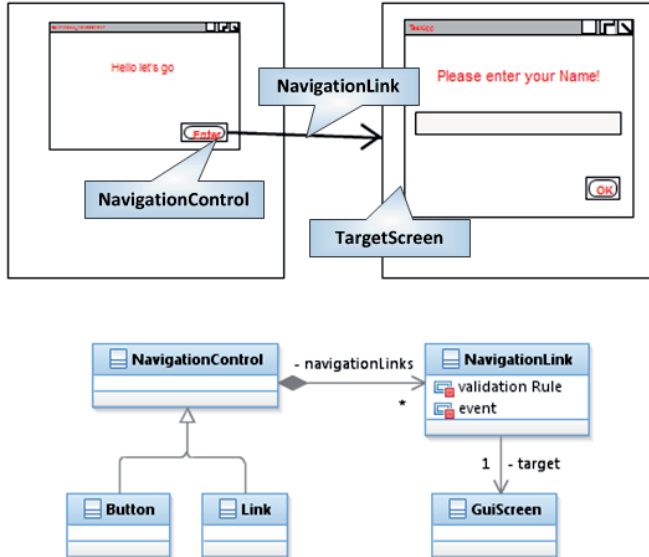 Hello let's go
Enter
NavigationControl
NavigationLink
TestApp
Please enter your Name!
OK
TargetScreen
NavigationControl
- navigationLinks
*
NavigationLink
validation Rule
event
1 - target
Button
Link
GuiScreen